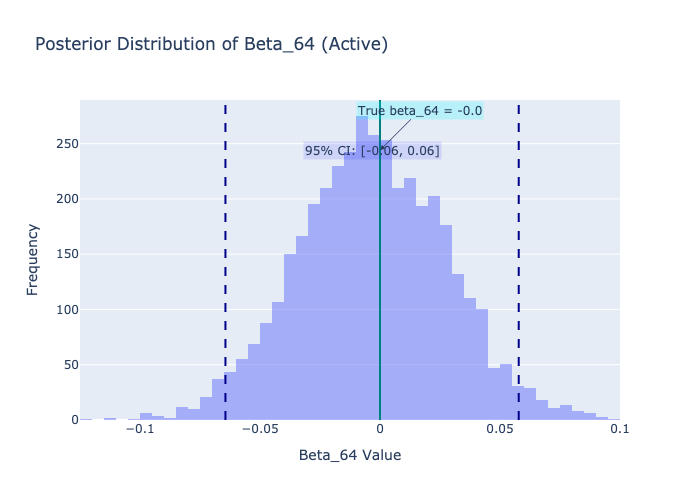 Posterior Distribution of Beta_64 (Active)
True beta_64 = -0.0
95% CI: [-0.06, 0.06]
250
200
150
100
50
0
Frequency
−0.1
−0.05
0
0.05
0.1
Beta_64 Value